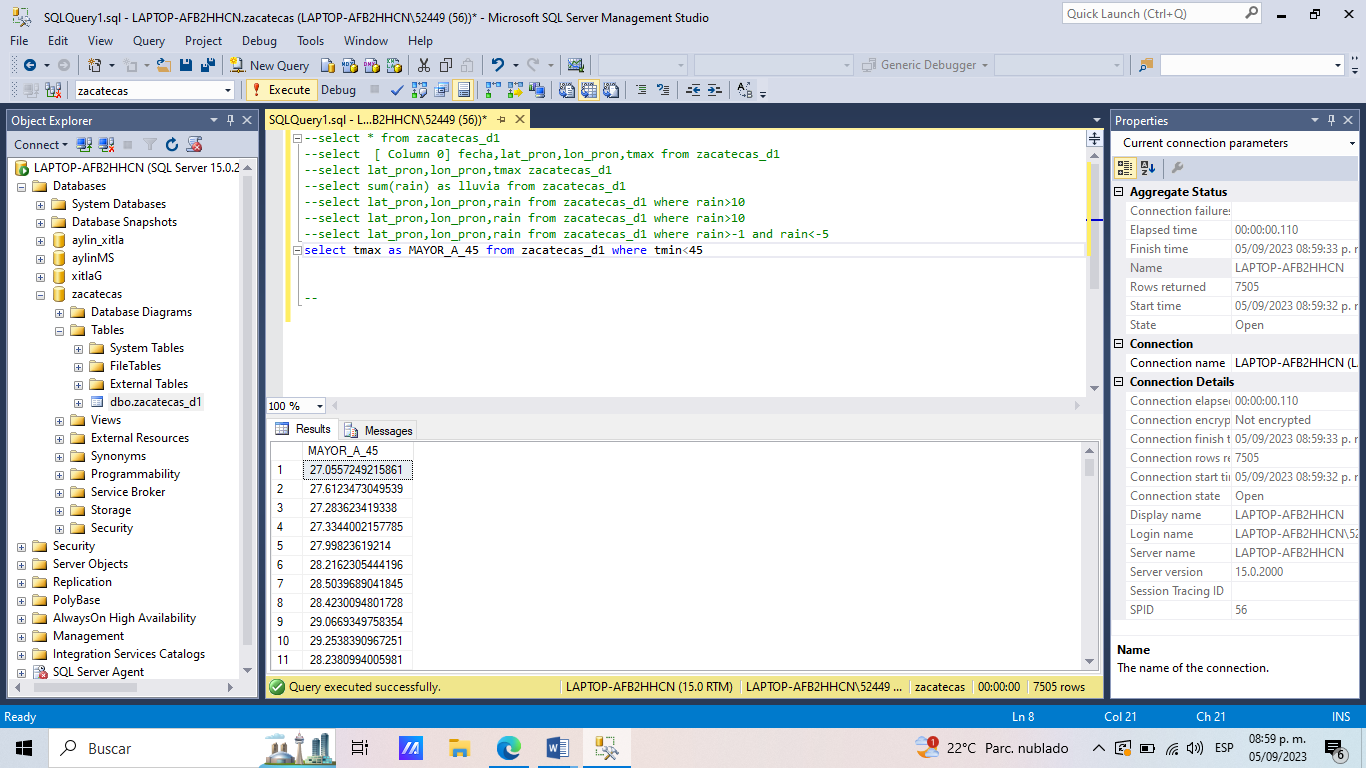 SQLQuery1.sql - LAPTOP-AFB2HHCN.zacatecas (LAPTOP-AFB2HHCN\52449 (56))* - Microsoft SQL Server Management Studio
Quick Launch (Ctrl+Q)
File Edit View Query Project Debug Tools Window Help
New Query
Generic Debugger
zacatecas
Execute Debug
Object Explorer
Connect
LAPTOP-AFB2HHCN (SQL Server 15.0.2
Databases
System Databases
Database Snapshots
aylin_xitla
aylinMS
xitlaG
zacatecas
Database Diagrams
Tables
System Tables
FileTables
External Tables
dbo.zacatecas_d1
Views
External Resources
Synonyms
Programmability
Service Broker
Storage
Security
Security
Server Objects
Replication
PolyBase
AlwaysOn High Availability
Management
Integration Services Catalogs
SQL Server Agent
SQLQuery1.sql - L...B2HHCN\52449 (56))*
--select * from zacatecas_d1
--select  [ Column 0] fecha,lat_pron,lon_pron,tmax from zacatecas_d1
--select lat_pron,lon_pron,tmax zacatecas_d1
--select sum(rain) as lluvia from zacatecas_d1
--select lat_pron,lon_pron,rain from zacatecas_d1 where rain>10
--select lat_pron,lon_pron,rain from zacatecas_d1 where rain>10
--select lat_pron,lon_pron,rain from zacatecas_d1 where rain>-1 and rain<-5
select tmax as MAYOR_A_45 from zacatecas_d1 where tmin<45
--
100 %
Results Messages
MAYOR_A_45
1 27.0557249215861
2 27.6123473049539
3 27.283623419338
4 27.3344002157785
5 27.99823619214
6 28.2162305444196
7 28.5039689041845
8 28.4230094801728
9 29.0669349758354
10 29.2538390967251
11 28.2380994005981
Query executed successfully.
LAPTOP-AFB2HHCN (15.0 RTM) LAPTOP-AFB2HHCN\52449 ... zacatecas 00:00:00 7505 rows
Properties
Current connection parameters
Aggregate Status
Connection failures
Elapsed time 00:00:00.110
Finish time 05/09/2023 08:59:33 p. r
Name LAPTOP-AFB2HHCN
Rows returned 7505
Start time 05/09/2023 08:59:32 p. r
State Open
Connection
Connection name LAPTOP-AFB2HHCN (L
Connection Details
Connection elapse 00:00:00.110
Connection encryp Not encrypted
Connection finish t 05/09/2023 08:59:33 p. r
Connection rows re 7505
Connection start ti 05/09/2023 08:59:32 p. r
Connection state Open
Display name LAPTOP-AFB2HHCN
Login name LAPTOP-AFB2HHCN\52
Server name LAPTOP-AFB2HHCN
Server version 15.0.2000
Session Tracing ID
SPID 56
Name
The name of the connection.
Ready
Ln 8 Col 21 Ch 21 INS
Buscar
22°C Parc. nublado
ESP
08:59 p. m.
05/09/2023
6